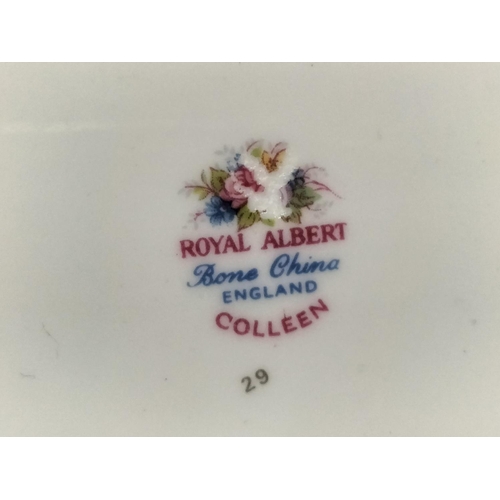 ROYAL ALBERT
Bone China
ENGLAND
COLLEEN
29